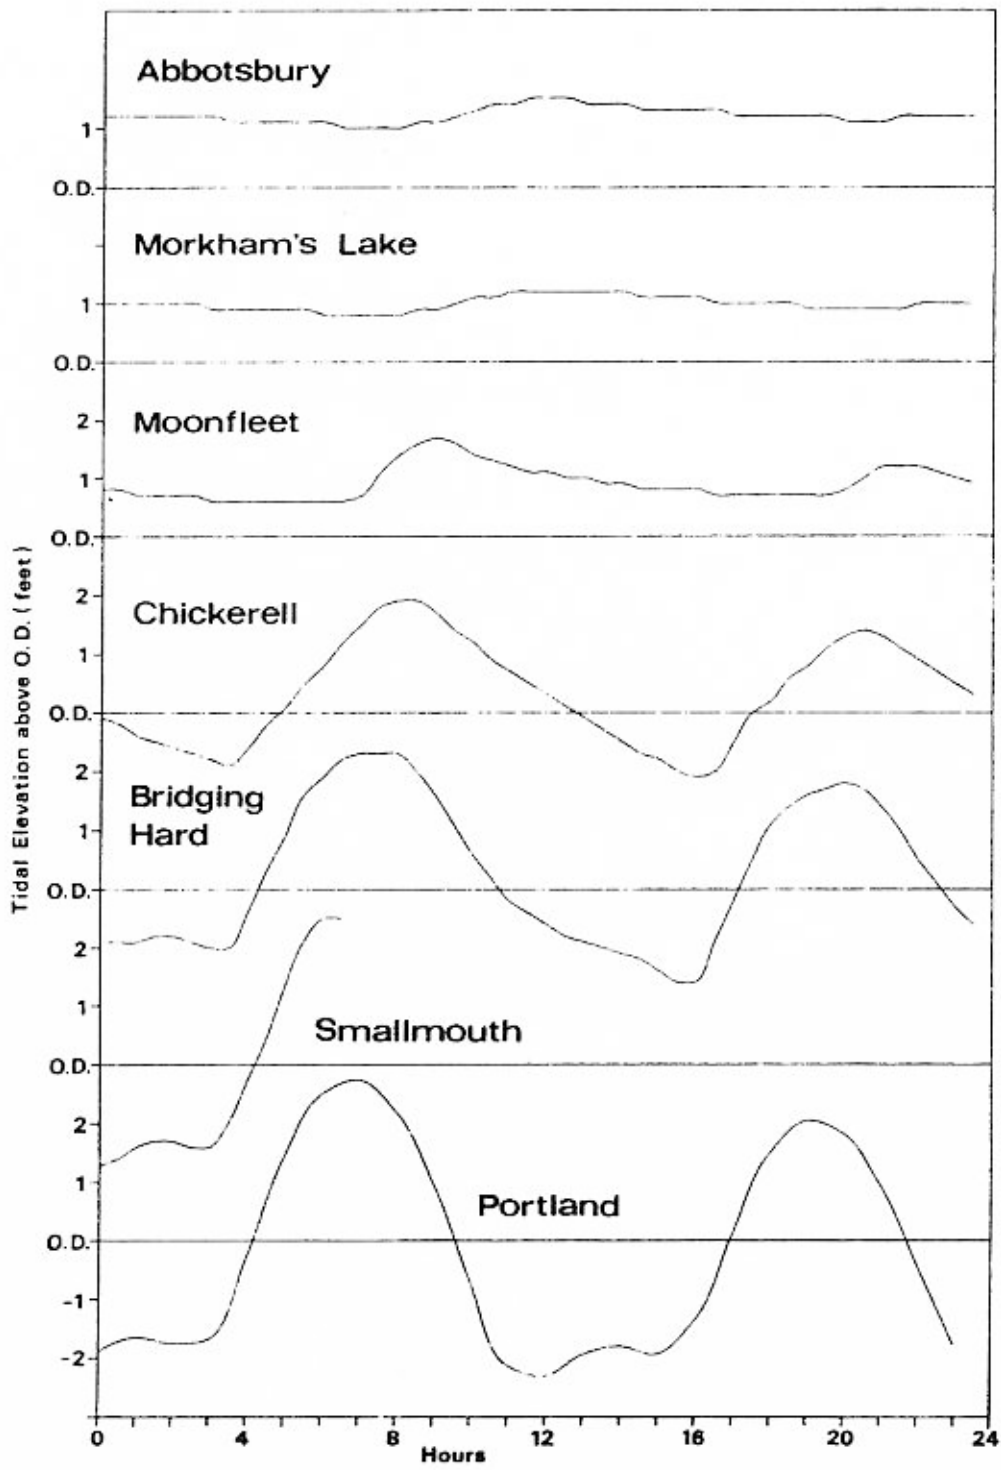 Abbotsbury
1
O.D.
Morkham's Lake
1
O.D.
2
Moonfleet
1
O.D.
2
Chickerell
1
O.D.
2
Bridging
Hard
1
O.D.
2
1
Smallmouth
O.D.
2
1
Portland
O.D.
-1
-2
0 4 8 12 16 20 24
Hours
Tidal Elevation above O.D. (feet)